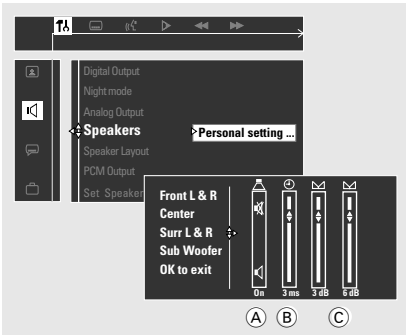 Digital Output
Night mode
Analog Output
Speakers
Personal setting ...
Speaker Layout
PCM Output
Set Speaker
Front L & R
Center
Surr L & R
Sub Woofer
OK to exit
On 3 ms 3 dB 6 dB
A B C